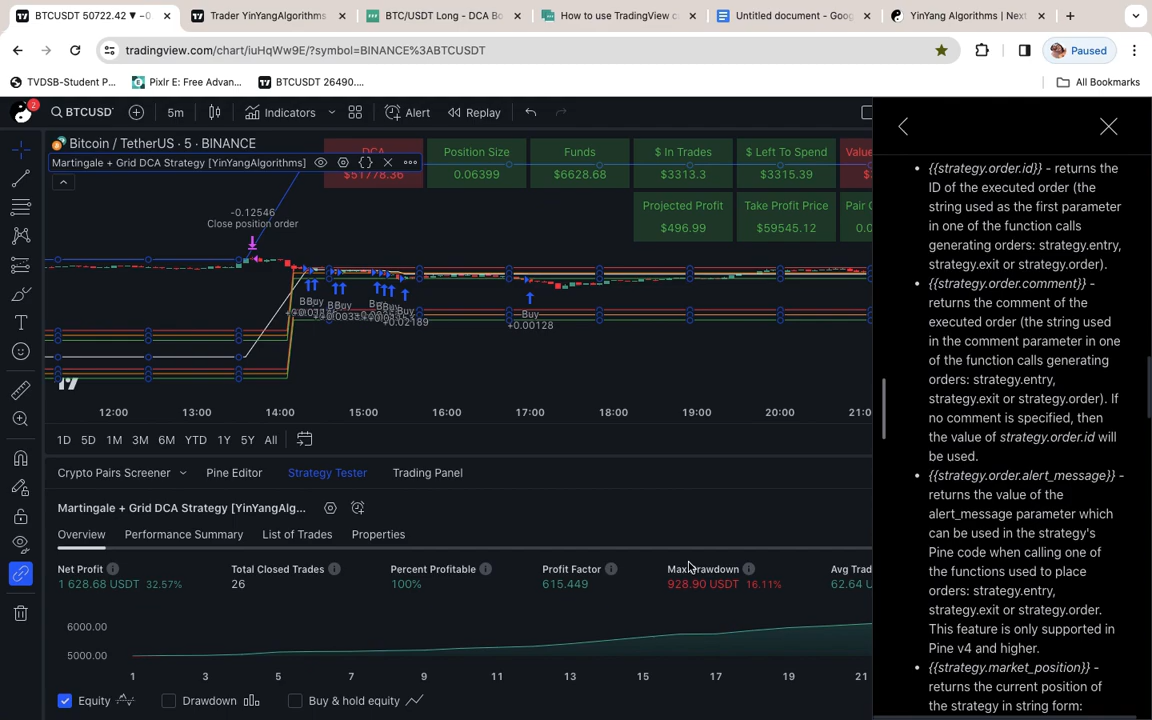 BTCUSDT 50722.42 ▼ −0
Trader YinYangAlgorithms
BTC/USDT Long - DCA Bo
How to use TradingView c
Untitled document - Goog
YinYang Algorithms | Next
tradingview.com/chart/iuHqWw9E/?symbol=BINANCE%3ABTCUSDT
Paused
TVDSB-Student P...
Pixlr E: Free Advan...
BTCUSDT 26490....
All Bookmarks
2
BTCUSD
5m
Indicators
Alert
Replay
Bitcoin / TetherUS · 5 · BINANCE
Martingale + Grid DCA Strategy [YinYangAlgorithms]
DCA
$51778.36
Position Size
0.06399
Funds
$6628.68
$ In Trades
$3313.3
$ Left To Spend
$3315.39
Value
Projected Profit
$496.99
Take Profit Price
$59545.12
Pair C
0.0
-0.12546
Close position order
Buy
Buy
+0.02189
Buy
+0.00128
12:00 13:00 14:00 15:00 16:00 17:00 18:00 19:00 20:00 21:0
1D 5D 1M 3M 6M YTD 1Y 5Y All
Crypto Pairs Screener
Pine Editor
Strategy Tester
Trading Panel
Martingale + Grid DCA Strategy [YinYangAlg...
Overview
Performance Summary
List of Trades
Properties
Net Profit
1 628.68 USDT 32.57%
Total Closed Trades
26
Percent Profitable
100%
Profit Factor
615.449
Max Drawdown
928.90 USDT 16.11%
Avg Trad
62.64 U
6000.00
5000.00
1 3 5 7 9 11 13 15 17 19 21
Equity
Drawdown
Buy & hold equity
{{strategy.order.id}} - returns the
ID of the executed order (the
string used as the first parameter
in one of the function calls
generating orders: strategy.entry,
strategy.exit or strategy.order).
{{strategy.order.comment}} -
returns the comment of the
executed order (the string used
in the comment parameter in one
of the function calls generating
orders: strategy.entry,
strategy.exit or strategy.order). If
no comment is specified, then
the value of strategy.order.id will
be used.
{{strategy.order.alert_message}} -
returns the value of the
alert_message parameter which
can be used in the strategy's
Pine code when calling one of
the functions used to place
orders: strategy.entry,
strategy.exit or strategy.order.
This feature is only supported in
Pine v4 and higher.
{{strategy.market_position}} -
returns the current position of
the strategy in string form: